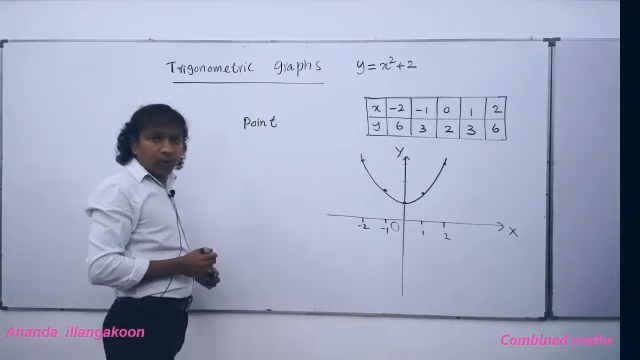 Trigonometric graphs y = x² + 2
Point
x -2 -1 0 1 2
y 6 3 2 3 6
Y
-2 -1 O 1 2 X
Ananda illangakoon
Combined maths